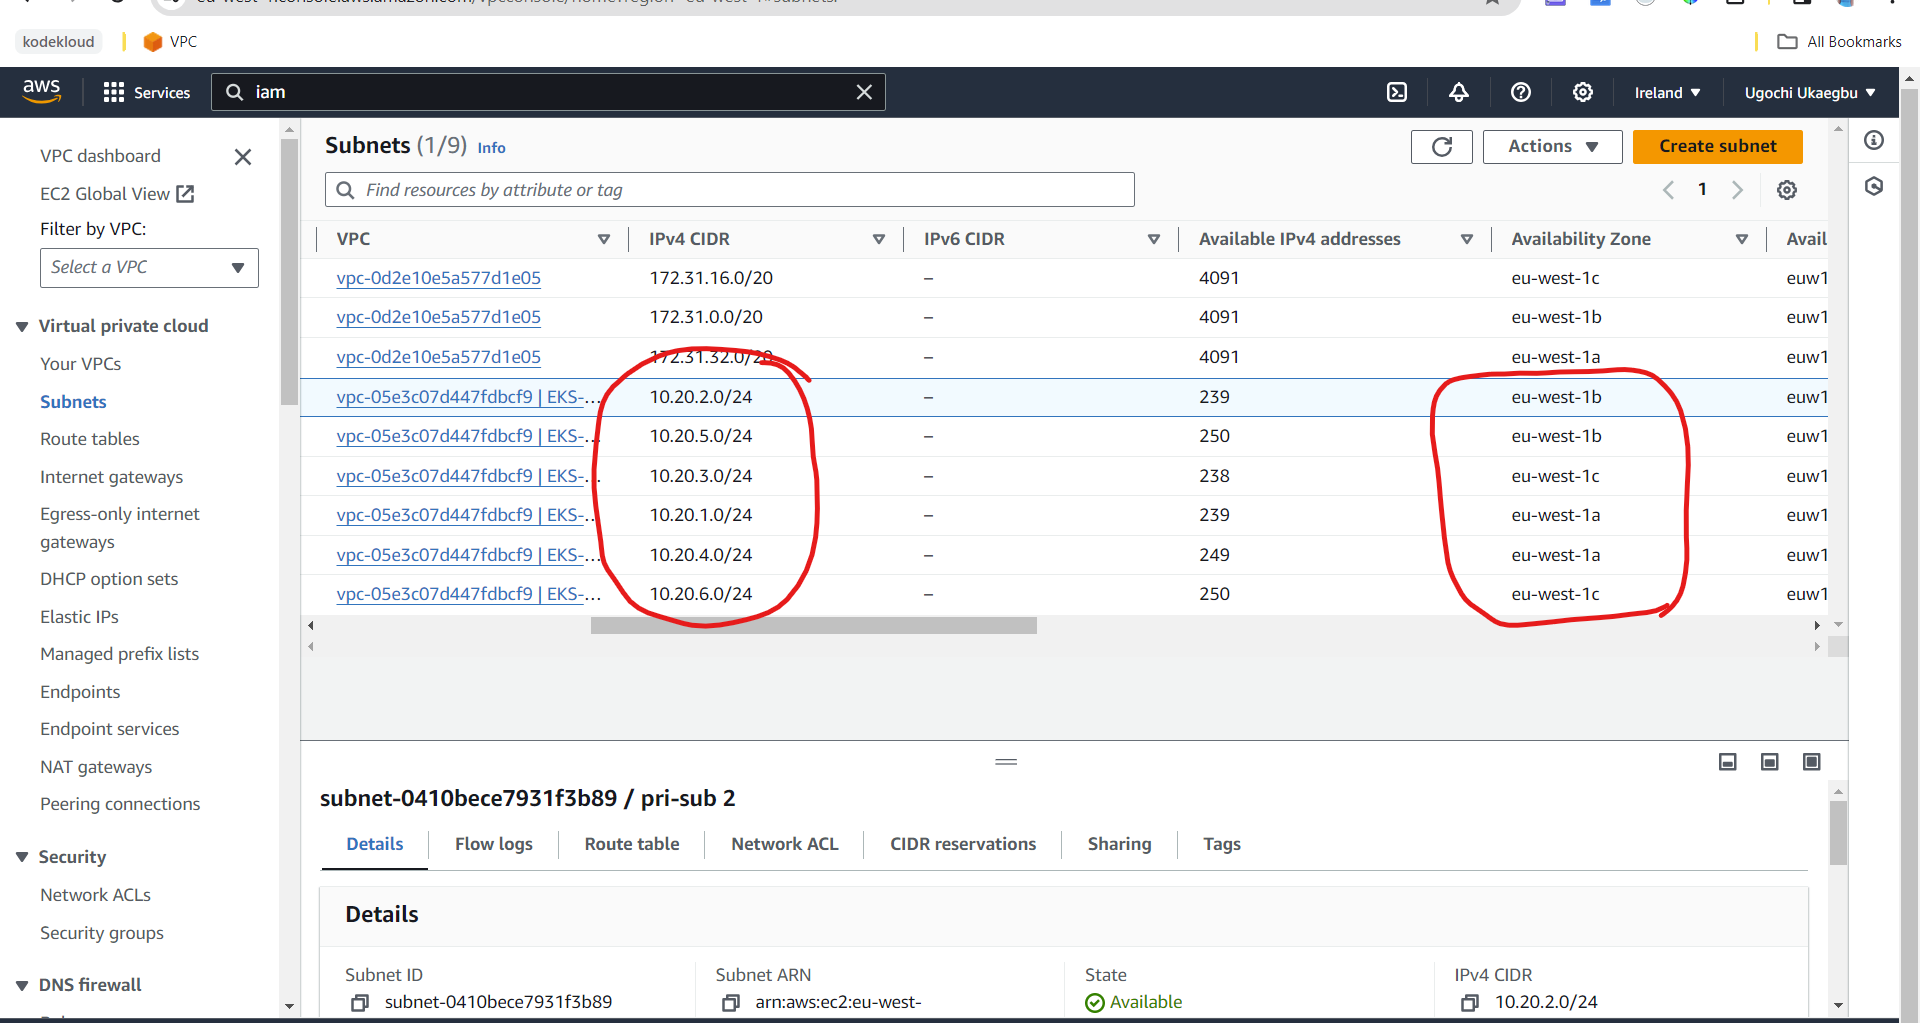 kodekloud VPC All Bookmarks
aws Services iam Ireland Ugochi Ukaegbu
VPC dashboard
EC2 Global View
Filter by VPC:
Select a VPC
Virtual private cloud
Your VPCs
Subnets
Route tables
Internet gateways
Egress-only internet
gateways
DHCP option sets
Elastic IPs
Managed prefix lists
Endpoints
Endpoint services
NAT gateways
Peering connections
Security
Network ACLs
Security groups
DNS firewall
Subnets (1/9) Info
Actions Create subnet
Find resources by attribute or tag
1
VPC IPv4 CIDR IPv6 CIDR Available IPv4 addresses Availability Zone Avail
vpc-0d2e10e5a577d1e05 172.31.16.0/20 – 4091 eu-west-1c euw1
vpc-0d2e10e5a577d1e05 172.31.0.0/20 – 4091 eu-west-1b euw1
vpc-0d2e10e5a577d1e05 172.31.32.0/20 – 4091 eu-west-1a euw1
vpc-05e3c07d447fdbcf9 | EKS-... 10.20.2.0/24 – 239 eu-west-1b euw1
vpc-05e3c07d447fdbcf9 | EKS-... 10.20.5.0/24 – 250 eu-west-1b euw1
vpc-05e3c07d447fdbcf9 | EKS-... 10.20.3.0/24 – 238 eu-west-1c euw1
vpc-05e3c07d447fdbcf9 | EKS-... 10.20.1.0/24 – 239 eu-west-1a euw1
vpc-05e3c07d447fdbcf9 | EKS-... 10.20.4.0/24 – 249 eu-west-1a euw1
vpc-05e3c07d447fdbcf9 | EKS-... 10.20.6.0/24 – 250 eu-west-1c euw1
subnet-0410bece7931f3b89 / pri-sub 2
Details Flow logs Route table Network ACL CIDR reservations Sharing Tags
Details
Subnet ID Subnet ARN State IPv4 CIDR
subnet-0410bece7931f3b89 arn:aws:ec2:eu-west- Available 10.20.2.0/24